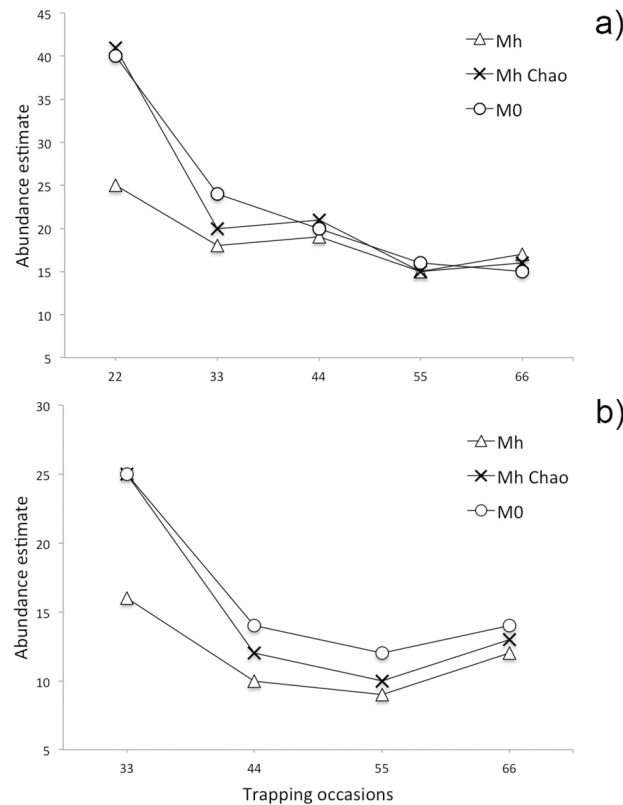 a)
45
40
35
30
25
20
15
10
5
Abundance estimate
Mh
Mh Chao
M0
22 33 44 55 66
b)
30
25
20
15
10
5
Abundance estimate
Mh
Mh Chao
M0
33 44 55 66
Trapping occasions